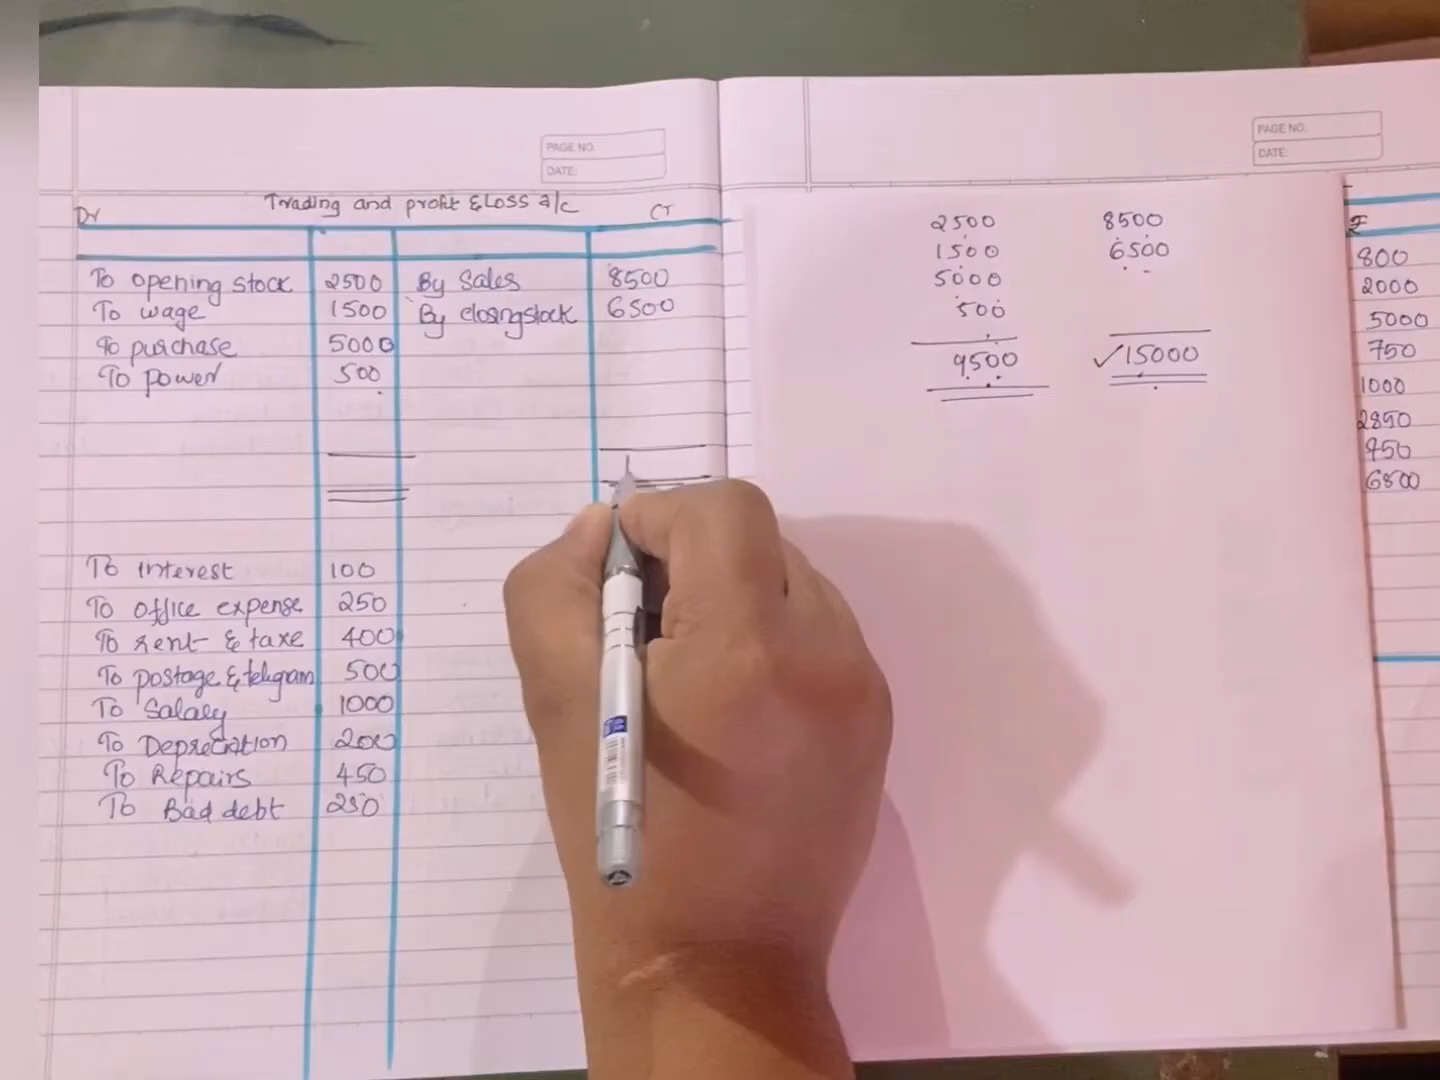 PAGE NO.
DATE:
Trading and profit & Loss a/c
Dr Cr
To opening stock 2500 By Sales 8500
To wage 1500 By closing stock 6500
To purchase 5000
To power 500
To Interest 100
To office expense 250
To rent & taxe 400
To postage & telegram 500
To Salary 1000
To Depreciation 200
To Repairs 450
To Bad debt 250
PAGE NO.
DATE:
2500 8500
1500 6500
5000
500
9500 ✓15000
₹
800
2000
5000
750
1000
2850
450
6800